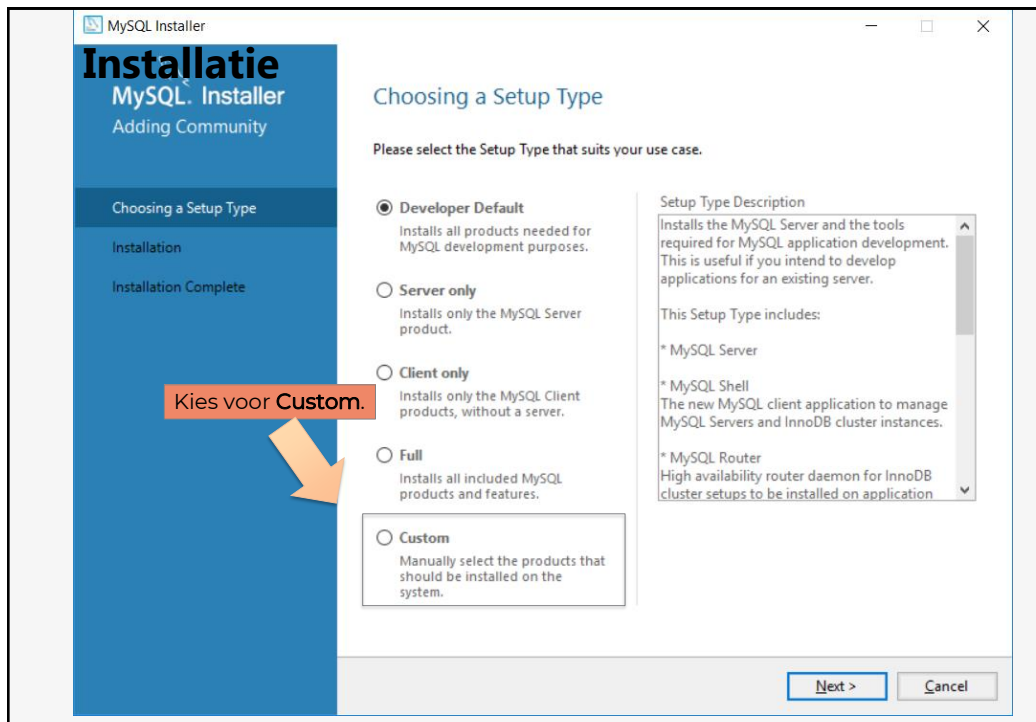 MySQL Installer
Installatie
MySQL. Installer
Adding Community
Choosing a Setup Type
Installation
Installation Complete
Kies voor Custom.
Choosing a Setup Type
Please select the Setup Type that suits your use case.
Developer Default
Installs all products needed for
MySQL development purposes.
Server only
Installs only the MySQL Server
product.
Client only
Installs only the MySQL Client
products, without a server.
Full
Installs all included MySQL
products and features.
Custom
Manually select the products that
should be installed on the
system.
Setup Type Description
Installs the MySQL Server and the tools
required for MySQL application development.
This is useful if you intend to develop
applications for an existing server.
This Setup Type includes:
* MySQL Server
* MySQL Shell
The new MySQL client application to manage
MySQL Servers and InnoDB cluster instances.
* MySQL Router
High availability router daemon for InnoDB
cluster setups to be installed on application
Next >
Cancel